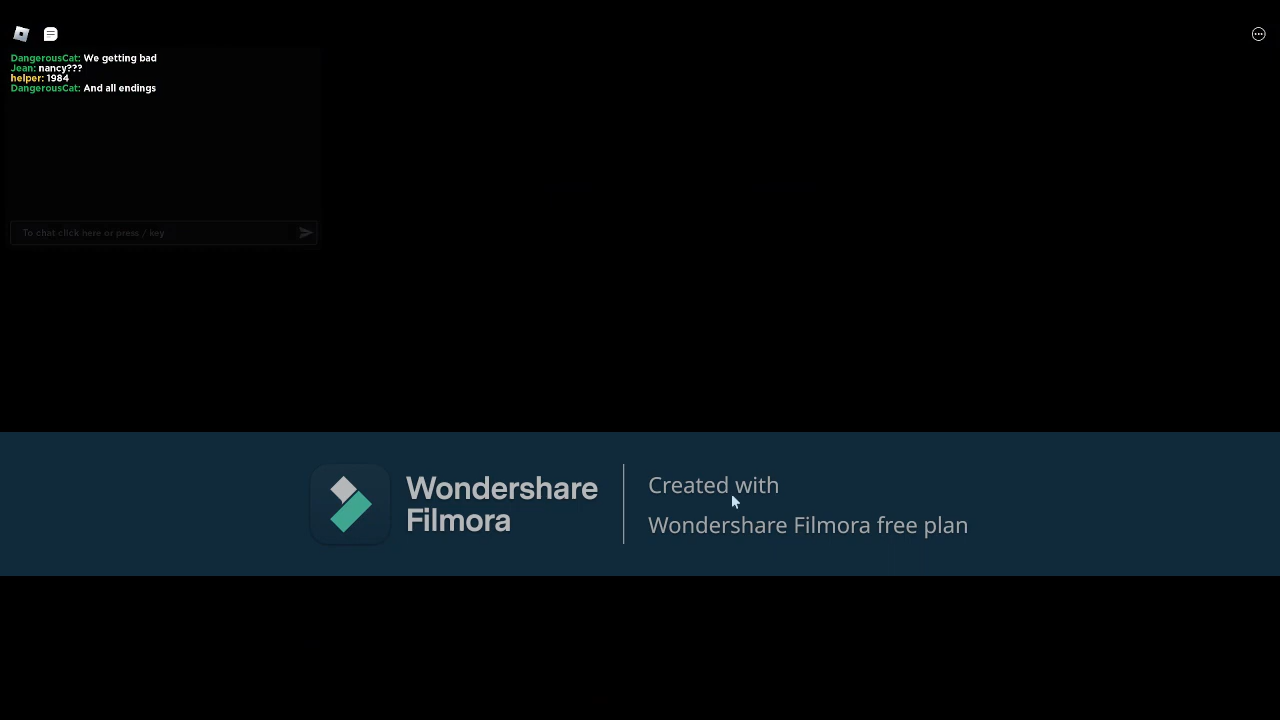 DangerousCat: We getting bad
Jean: nancy???
helper: 1984
DangerousCat: And all endings
To chat click here or press / key
Wondershare
Filmora
Created with
Wondershare Filmora free plan